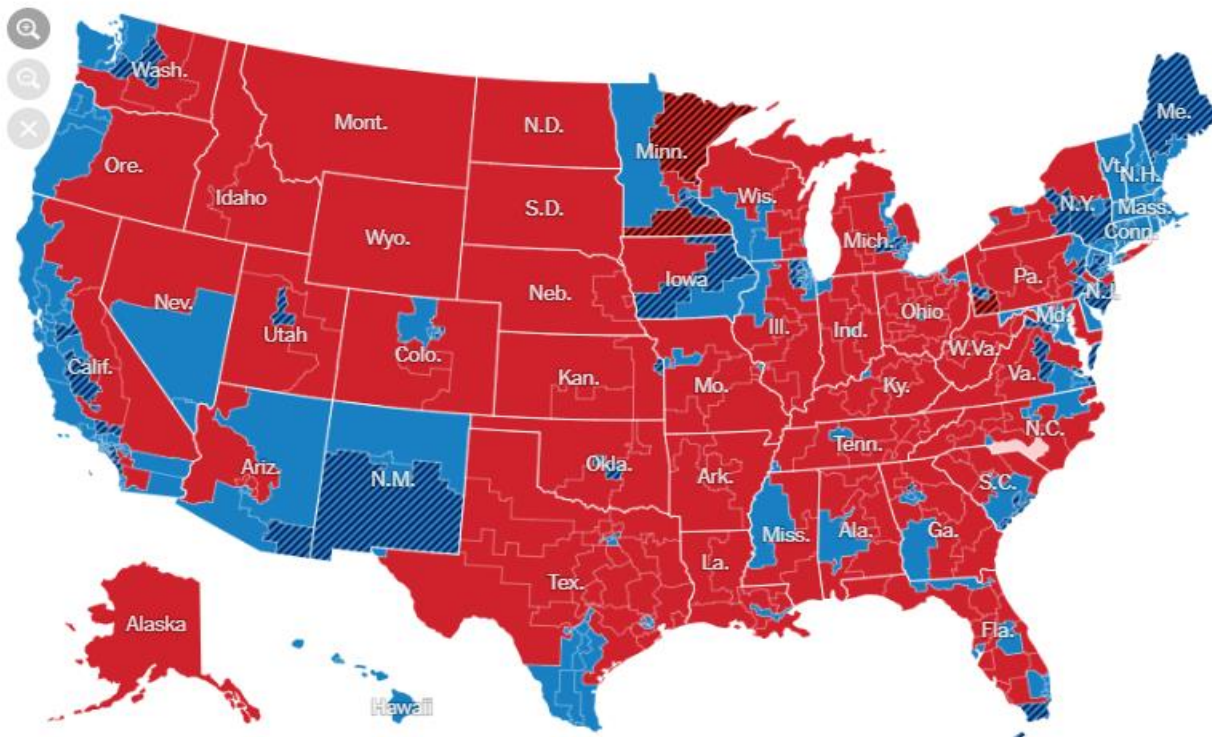 Wash.
Mont.
N.D.
Minn.
Me.
Ore.
Idaho
S.D.
Wis.
Vt.
N.H.
Wyo.
Mich.
N.Y.
Mass.
Conn.
Nev.
Neb.
Iowa
Pa.
N.J.
Utah
Colo.
Ill.
Ind.
Ohio
Md.
Calif.
Kan.
Mo.
W.Va.
Va.
Ky.
Ariz.
N.M.
Okla.
Ark.
Tenn.
N.C.
S.C.
Miss.
Ala.
Ga.
Tex.
La.
Alaska
Fla.
Hawaii